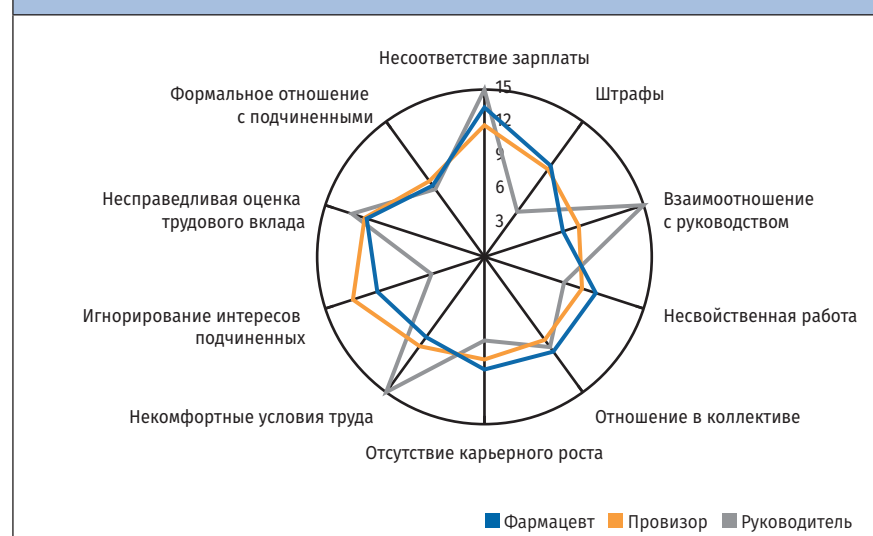 Несоответствие зарплаты
15
Штрафы
Формальное отношение
с подчиненными
12
9
Несправедливая оценка
трудового вклада
6
Взаимоотношение
с руководством
3
Игнорирование интересов
подчиненных
Несвойственная работа
Некомфортные условия труда
Отношение в коллективе
Отсутствие карьерного роста
Фармацевт Провизор Руководитель